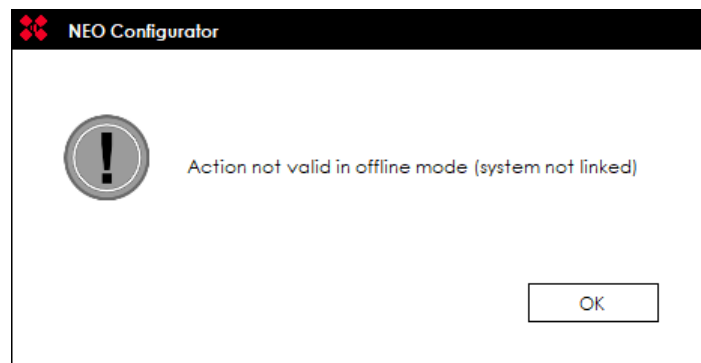 NEO Configurator
Action not valid in offline mode (system not linked)
OK